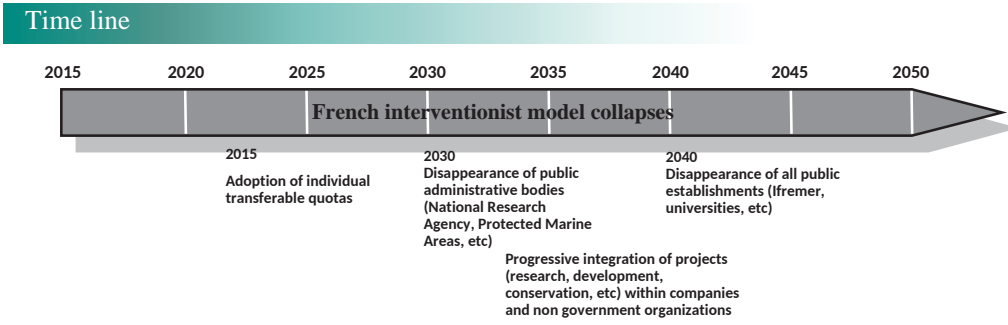 Time line
2015 2020 2025 2030 2035 2040 2045 2050
French interventionist model collapses
2015
Adoption of individual
transferable quotas
2030
Disappearance of public
administrative bodies
(National Research
Agency, Protected Marine
Areas, etc)
Progressive integration of projects
(research, development,
conservation, etc) within companies
and non government organizations
2040
Disappearance of all public
establishments (Ifremer,
universities, etc)